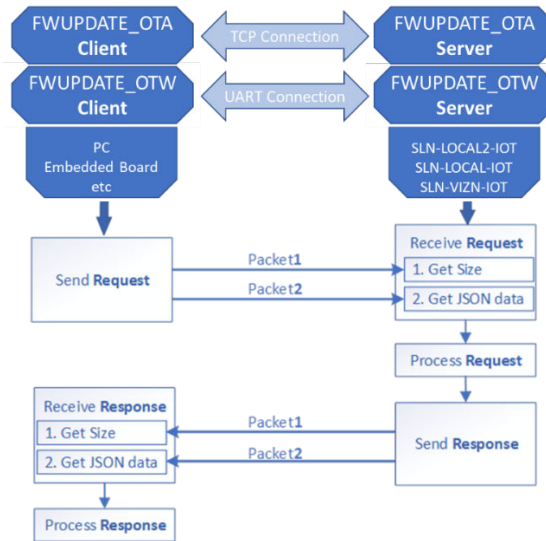 FWUPDATE_OTA
Client
TCP Connection
FWUPDATE_OTA
Server
FWUPDATE_OTW
Client
UART Connection
FWUPDATE_OTW
Server
PC
Embedded Board
etc
SLN-LOCAL2-IOT
SLN-LOCAL-IOT
SLN-VIZN-IOT
Send Request
Packet1
Packet2
Receive Request
1. Get Size
2. Get JSON data
Process Request
Receive Response
1. Get Size
2. Get JSON data
Packet1
Packet2
Send Response
Process Response